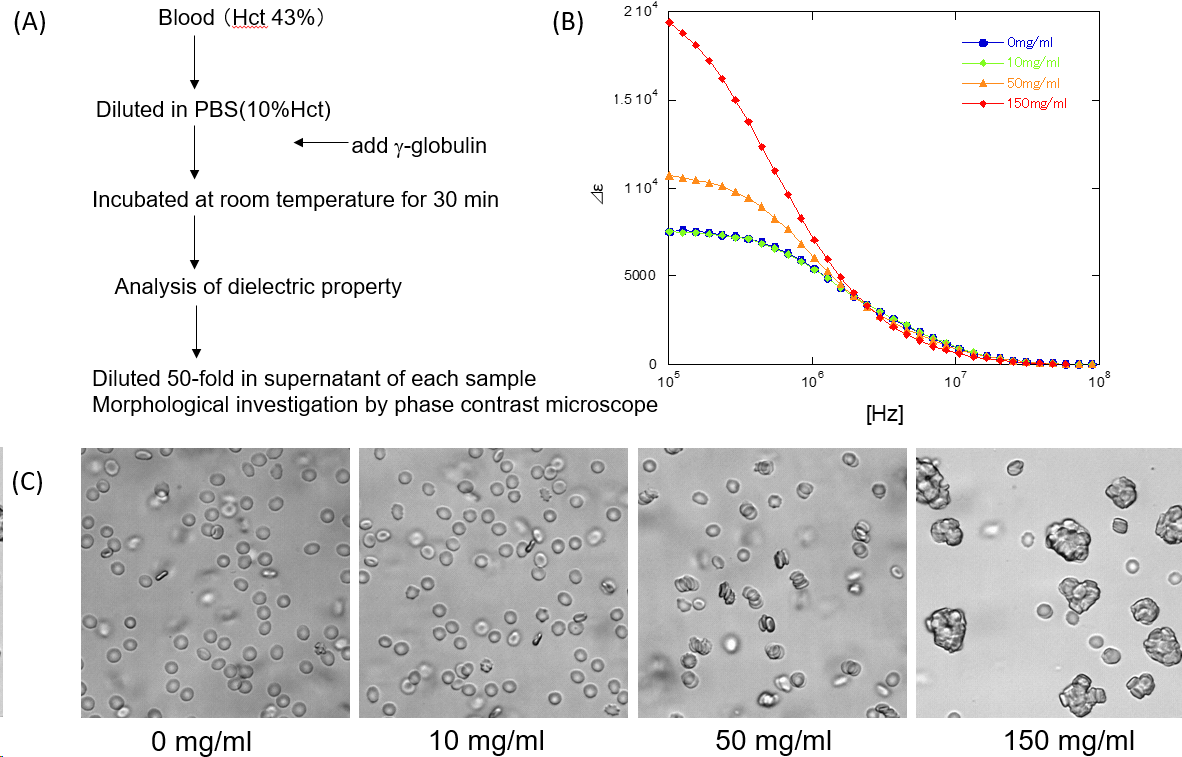 (A)
Blood （Hct 43%）
Diluted in PBS(10%Hct)
add γ-globulin
Incubated at room temperature for 30 min
Analysis of dielectric property
Diluted 50-fold in supernatant of each sample
Morphological investigation by phase contrast microscope
(B)
2 10⁴
1.5 10⁴
1 10⁴
5000
0
⊿ε
0mg/ml
10mg/ml
50mg/ml
150mg/ml
10⁵ 10⁶ 10⁷ 10⁸
[Hz]
(C)
0 mg/ml 10 mg/ml 50 mg/ml 150 mg/ml